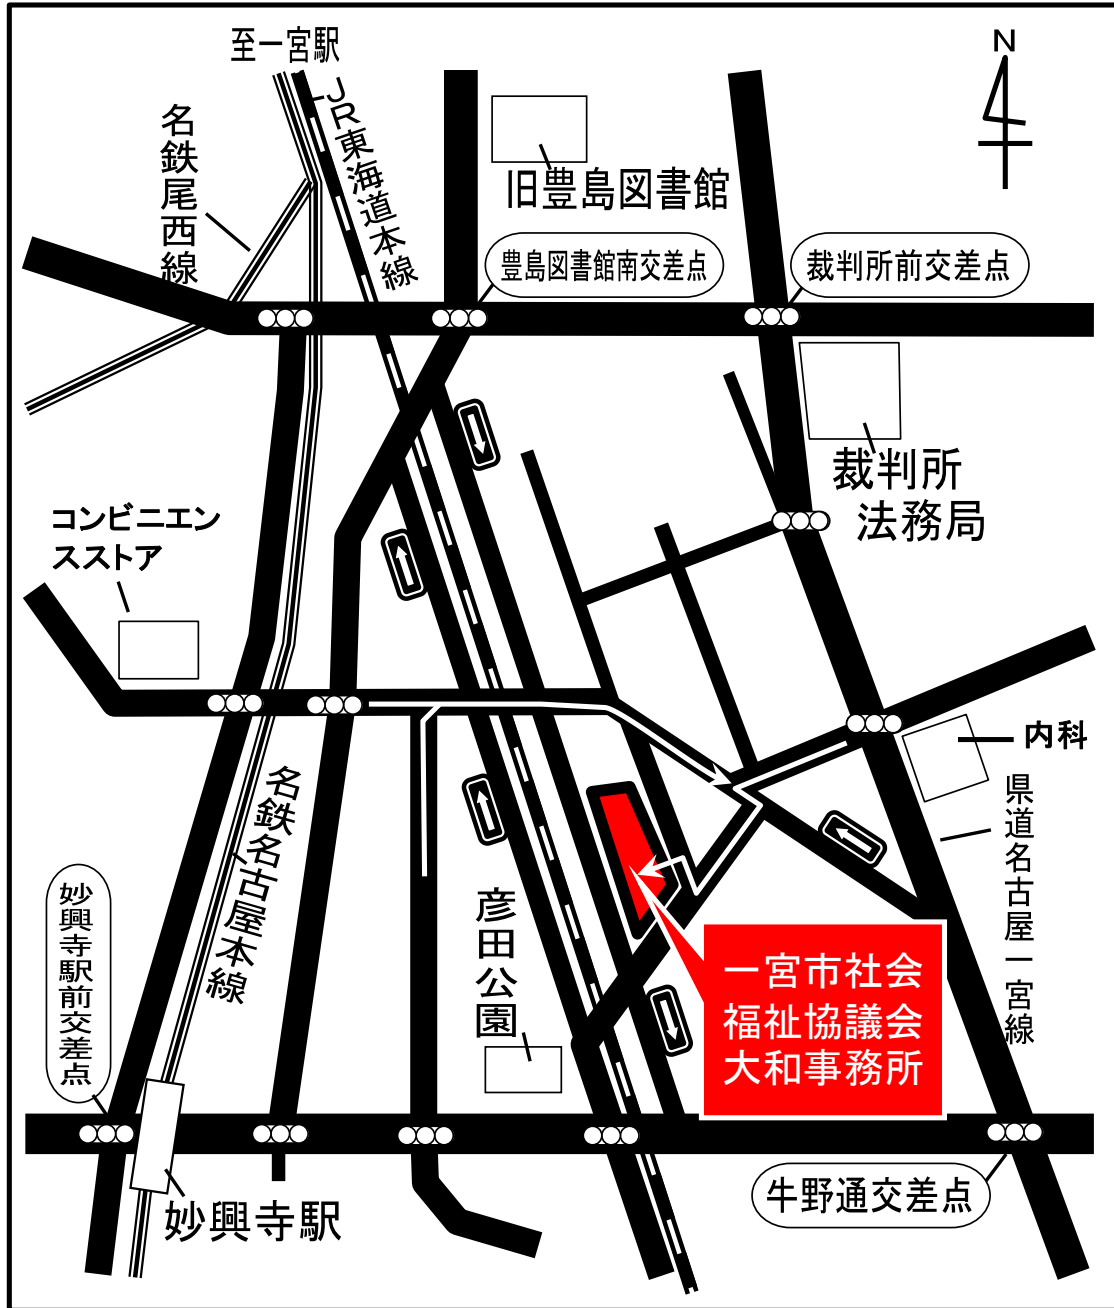 至一宮駅
N
名鉄尾西線
JR東海道本線
旧豊島図書館
豊島図書館南交差点
裁判所前交差点
裁判所
法務局
コンビニエン
スストア
内科
県道名古屋一宮線
名鉄名古屋本線
彦田公園
妙興寺駅前交差点
一宮市社会
福祉協議会
大和事務所
妙興寺駅
牛野通交差点